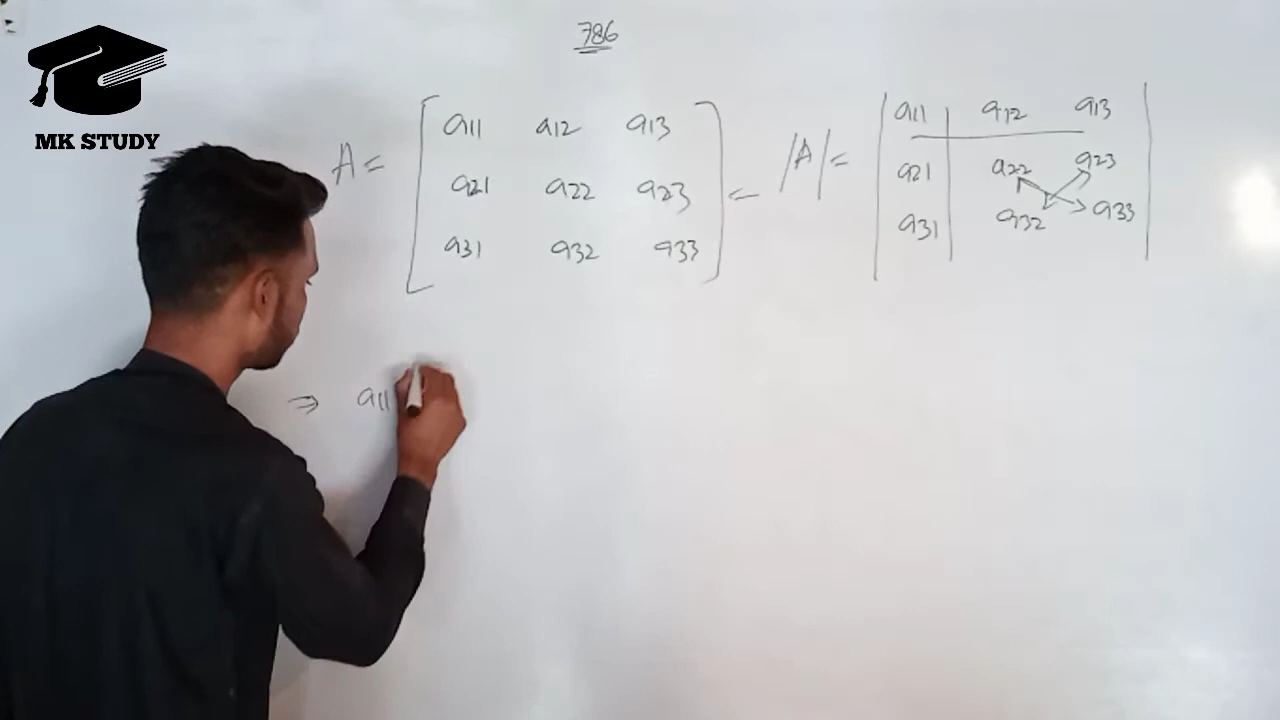 786
MK STUDY
A = [ a11 a12 a13
a21 a22 a23
a31 a32 a33 ] =
|A| = | a11 a12 a13
a21 a22 a23
a31 a32 a33 |
⇒ a11